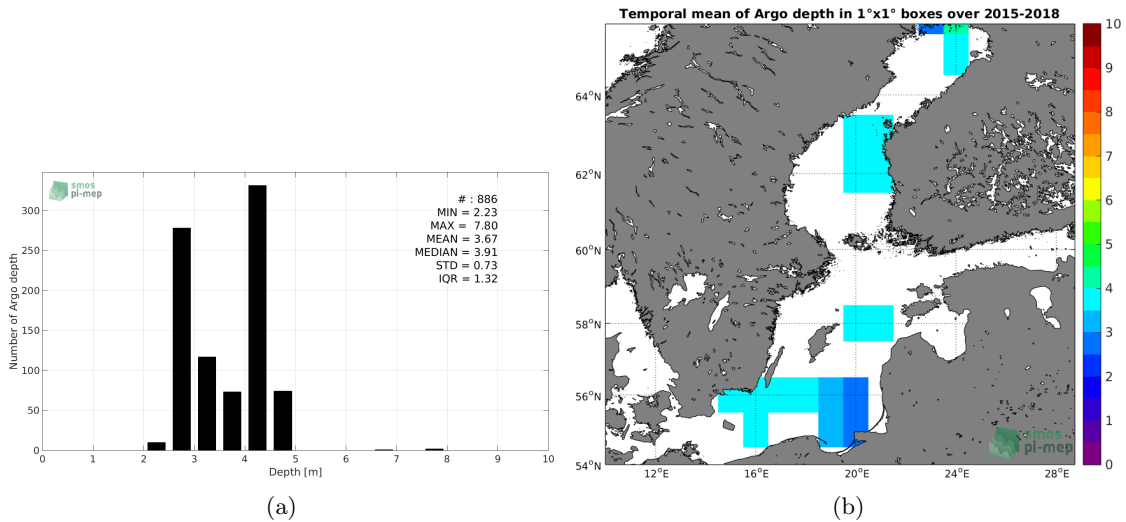 smos
pi-mep
# : 886
MIN = 2.23
MAX = 7.80
MEAN = 3.67
MEDIAN = 3.91
STD = 0.73
IQR = 1.32
Number of Argo depth
300
250
200
150
100
50
0
0 1 2 3 4 5 6 7 8 9 10
Depth [m]
(a)
Temporal mean of Argo depth in 1°x1° boxes over 2015-2018
64°N
62°N
60°N
58°N
56°N
54°N
12°E 16°E 20°E 24°E 28°E
smos
pi-mep
10
9
8
7
6
5
4
3
2
1
0
(b)